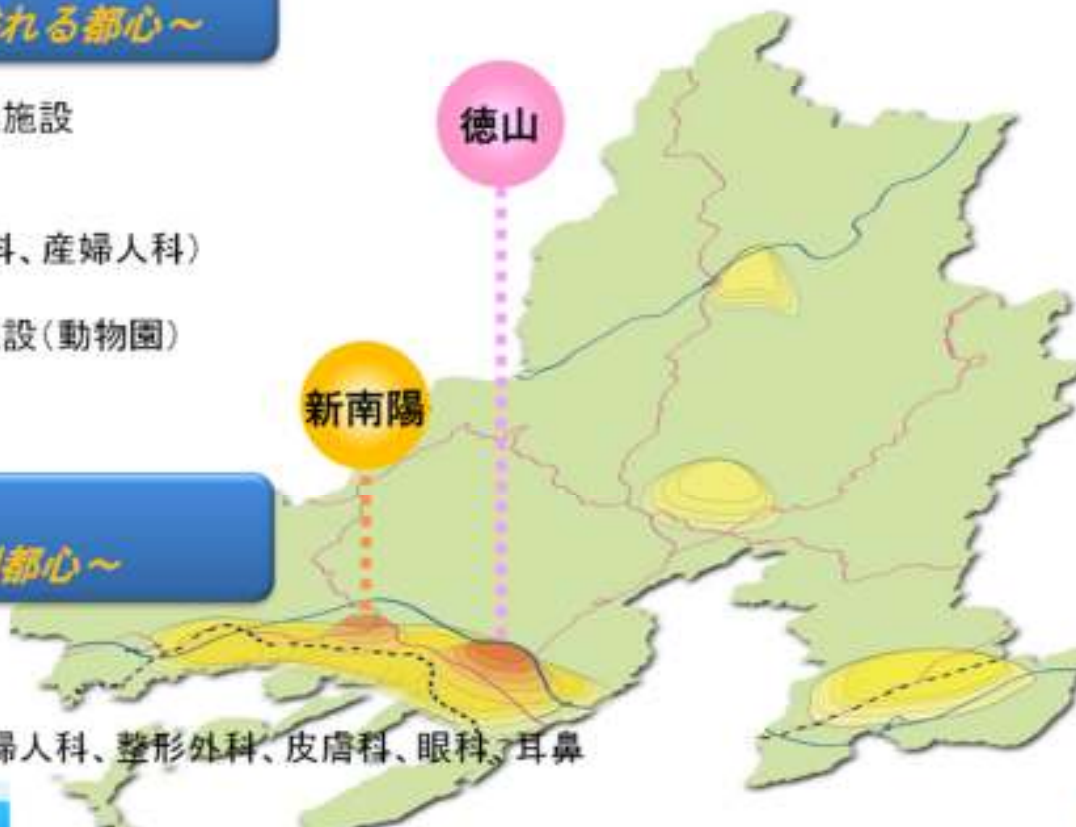 れる都心～
施設
徳山
科、産婦人科）
設（動物園）
新南陽
都心～
婦人科、整形外科、皮膚科、眼科、耳鼻